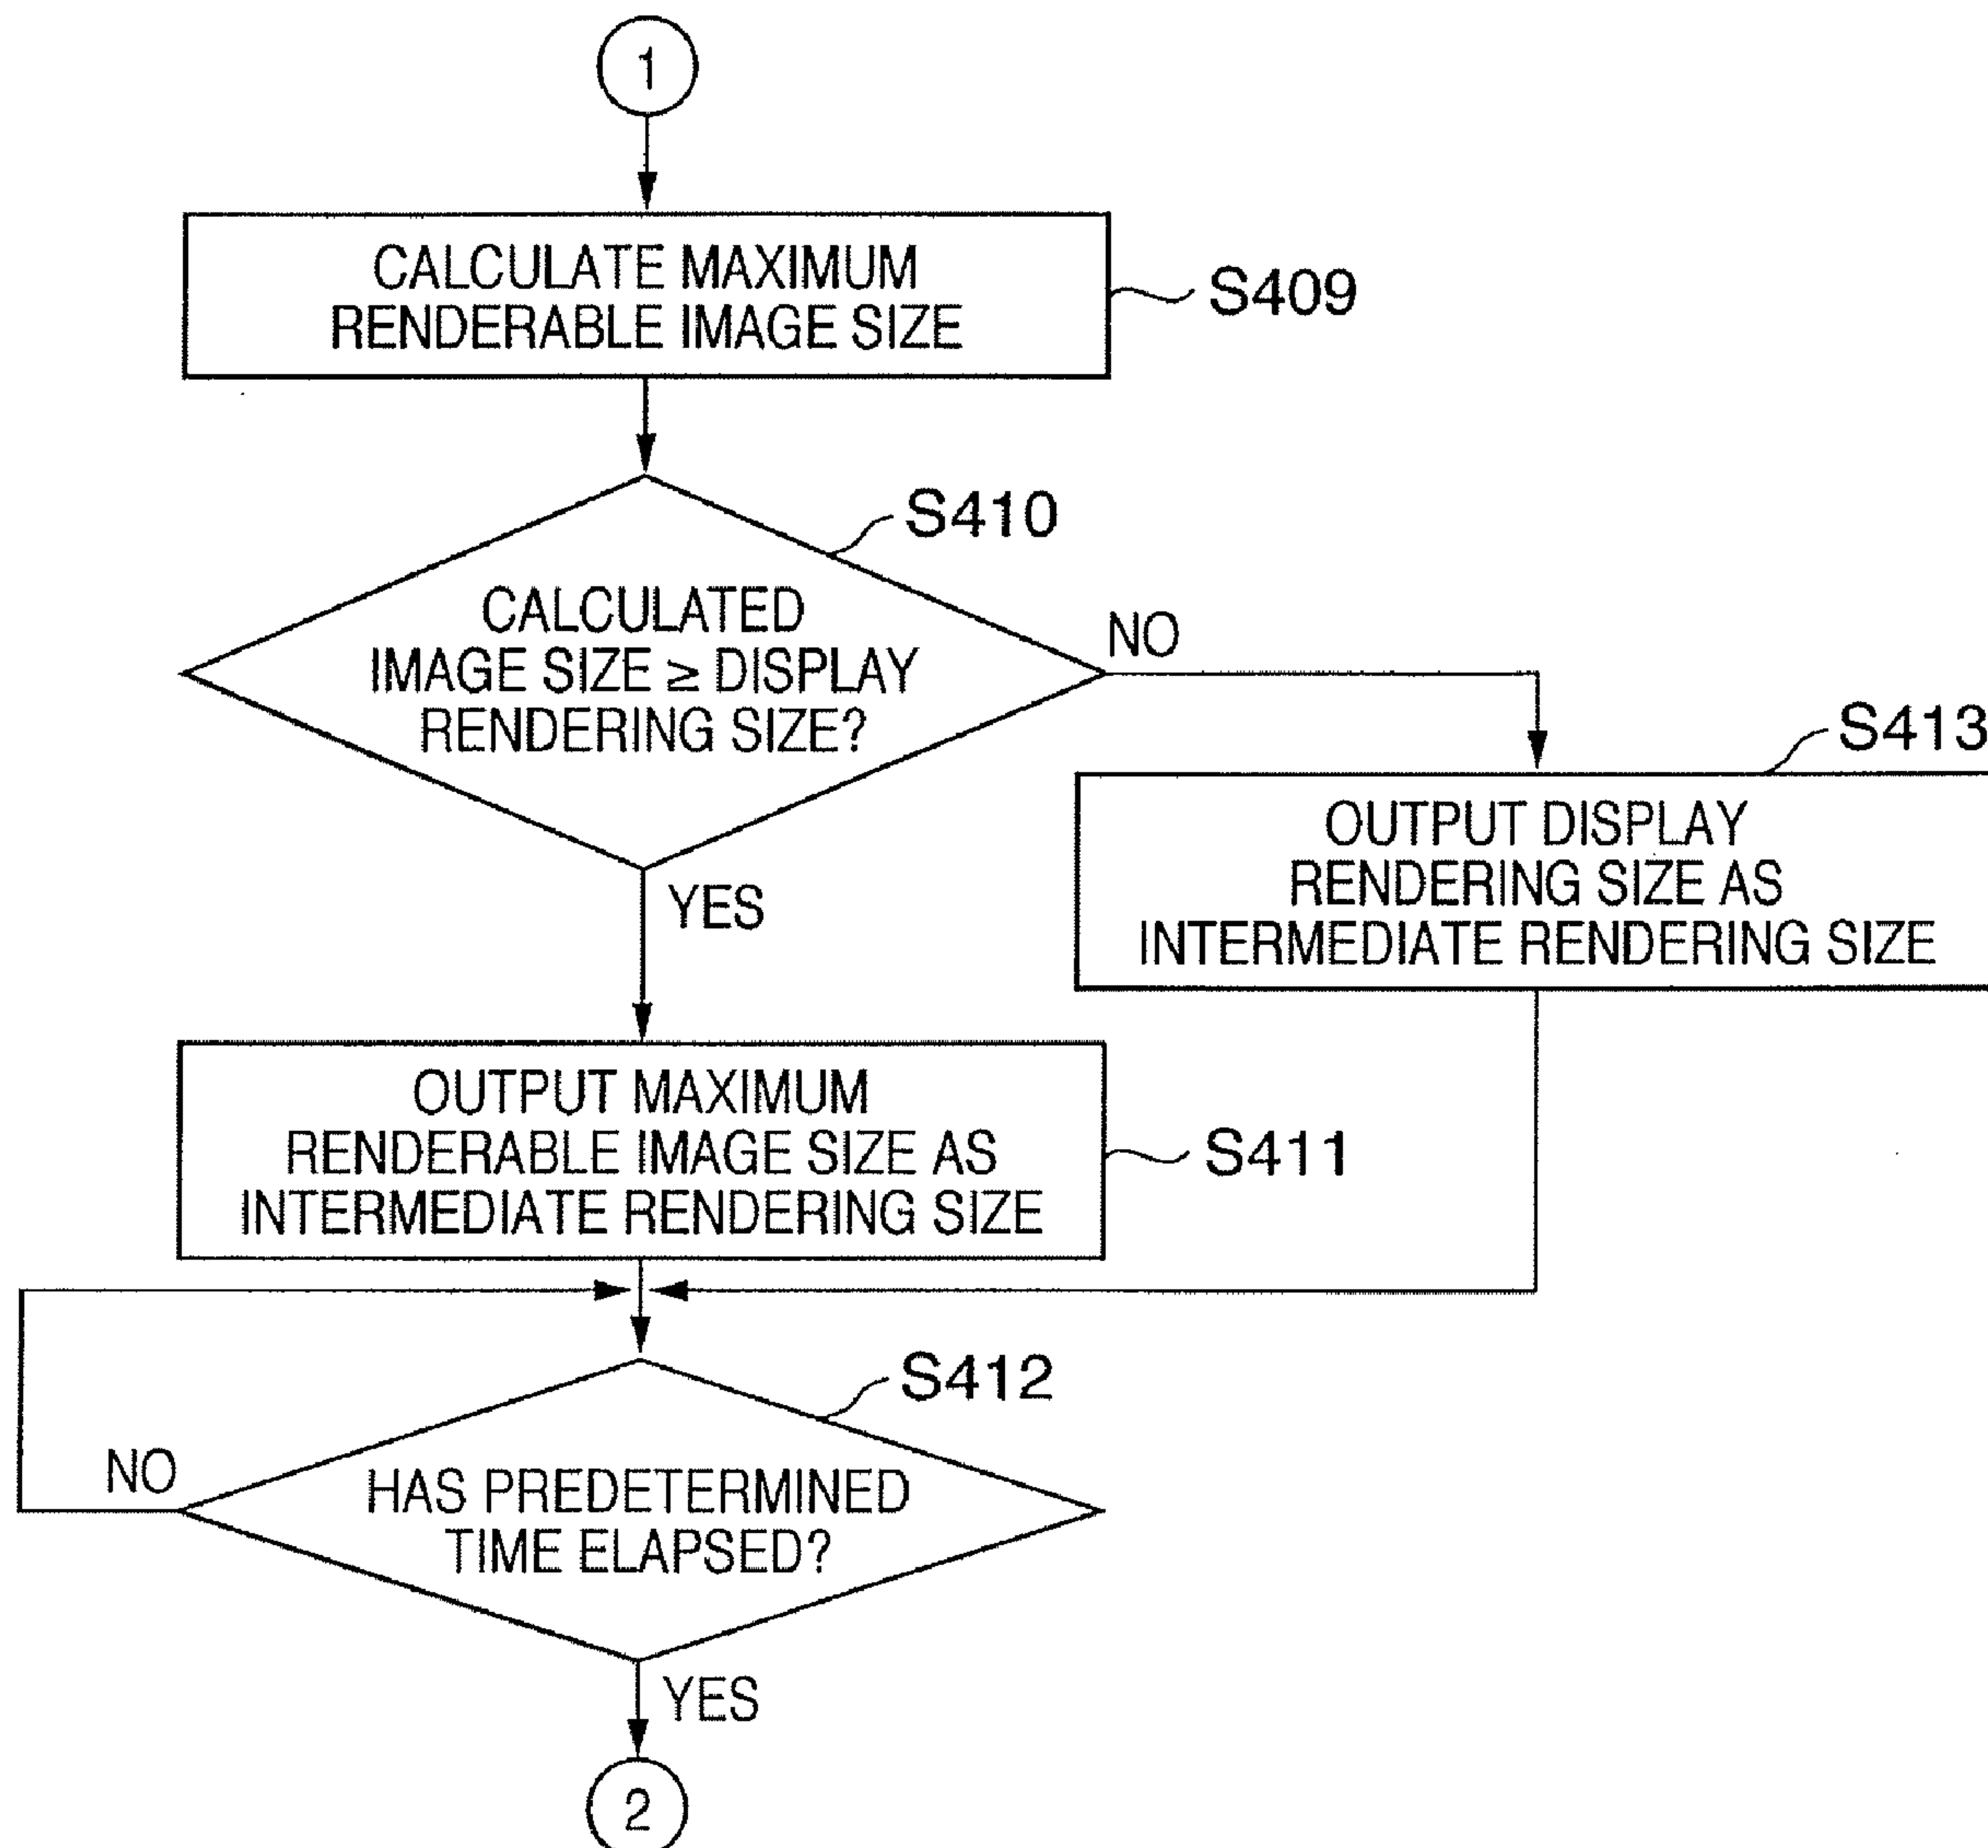 1
CALCULATE MAXIMUM
RENDERABLE IMAGE SIZE
S409
S410
CALCULATED
IMAGE SIZE ≥ DISPLAY
RENDERING SIZE?
NO
YES
S413
OUTPUT DISPLAY
RENDERING SIZE AS
INTERMEDIATE RENDERING SIZE
OUTPUT MAXIMUM
RENDERABLE IMAGE SIZE AS
INTERMEDIATE RENDERING SIZE
S411
S412
HAS PREDETERMINED
TIME ELAPSED?
NO
YES
2